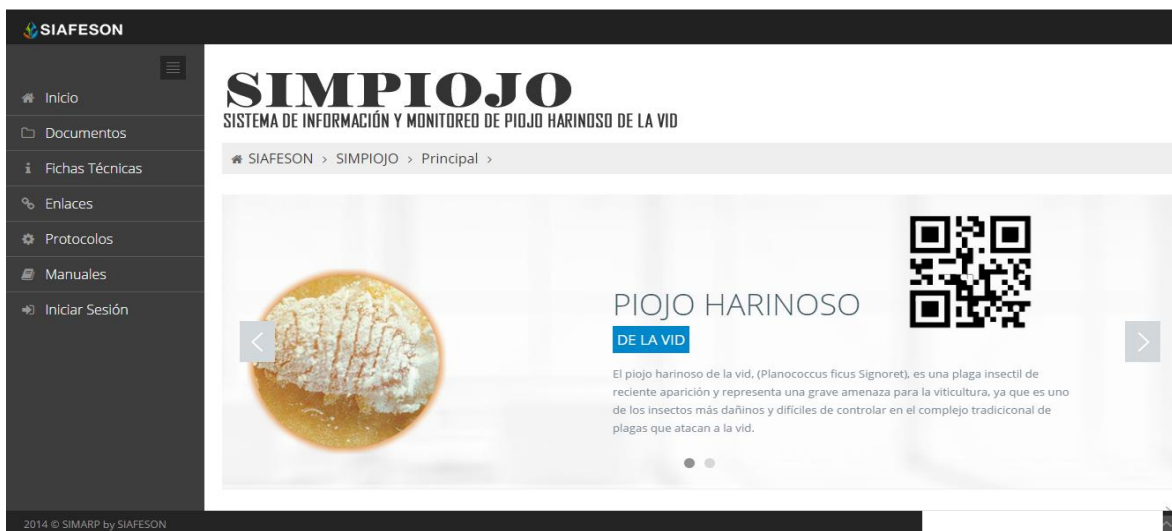 SIAFESON
Inicio
Documentos
Fichas Técnicas
Enlaces
Protocolos
Manuales
Iniciar Sesión
SIMPIOJO
SISTEMA DE INFORMACIÓN Y MONITOREO DE PIOJO HARINOSO DE LA VID
SIAFESON > SIMPIOJO > Principal >
PIOJO HARINOSO
DE LA VID
El piojo harinoso de la vid, (Planococcus ficus Signoret), es una plaga insectil de
reciente aparición y representa una grave amenaza para la viticultura, ya que es uno
de los insectos más dañinos y difíciles de controlar en el complejo tradiciconal de
plagas que atacan a la vid.
2014 © SIMARP by SIAFESON